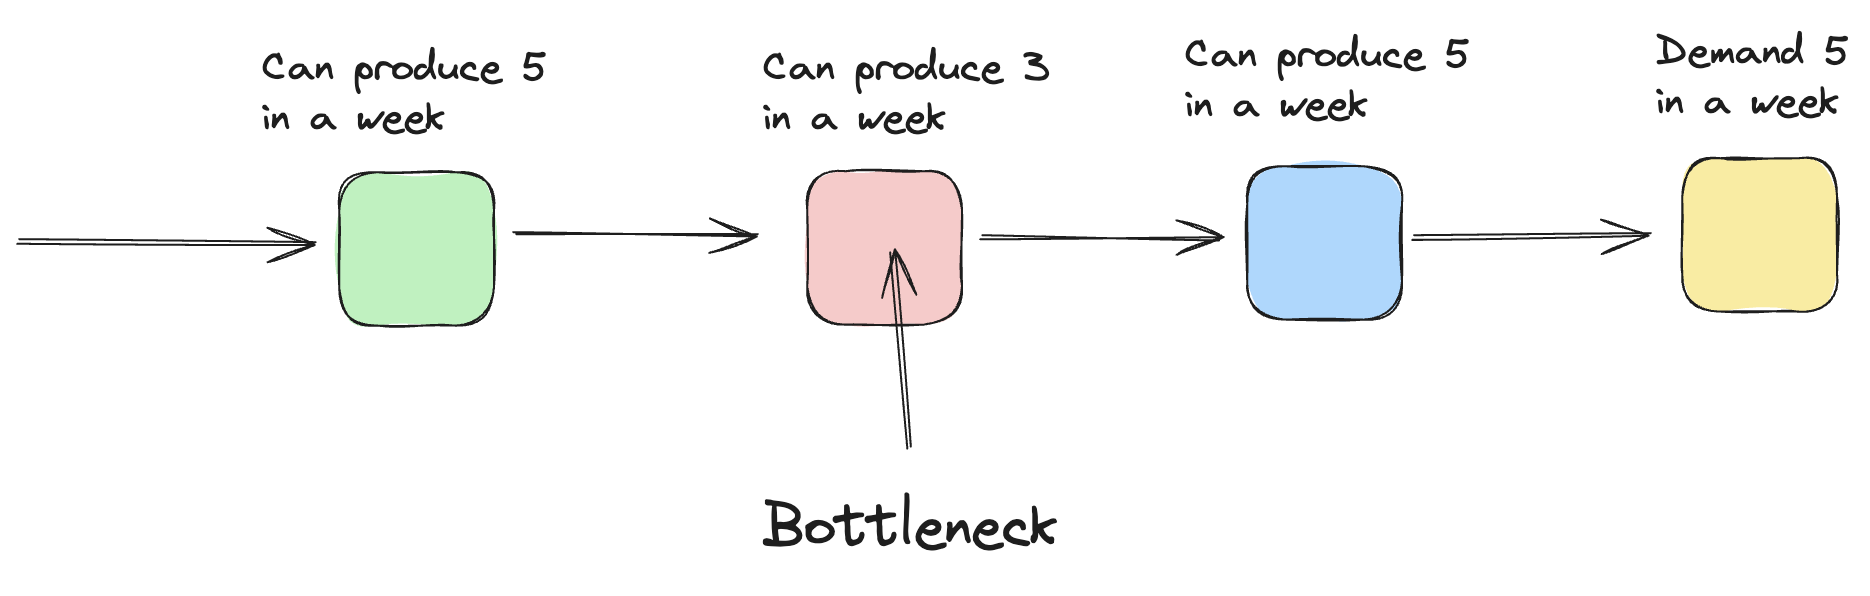 Can produce 5
in a week
Can produce 3
in a week
Can produce 5
in a week
Demand 5
in a week
Bottleneck